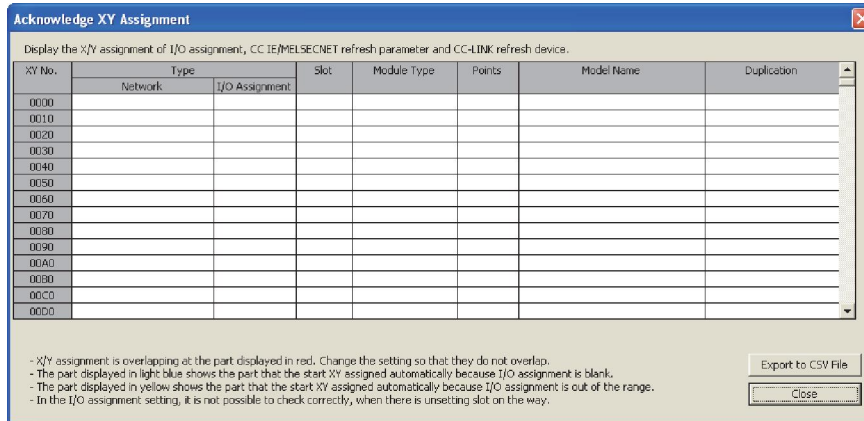 Acknowledge XY Assignment
Display the X/Y assignment of I/O assignment, CC IE/MELSECNET refresh parameter and CC-LINK refresh device.
XY No. Type Slot Module Type Points Model Name Duplication
Network I/O Assignment
0000
0010
0020
0030
0040
0050
0060
0070
0080
0090
00A0
00B0
00C0
00D0
- X/Y assignment is overlapping at the part displayed in red. Change the setting so that they do not overlap.
- The part displayed in light blue shows the part that the start XY assigned automatically because I/O assignment is blank.
- The part displayed in yellow shows the part that the start XY assigned automatically because I/O assignment is out of the range.
- In the I/O assignment setting, it is not possible to check correctly, when there is unsetting slot on the way.
Export to CSV File
Close